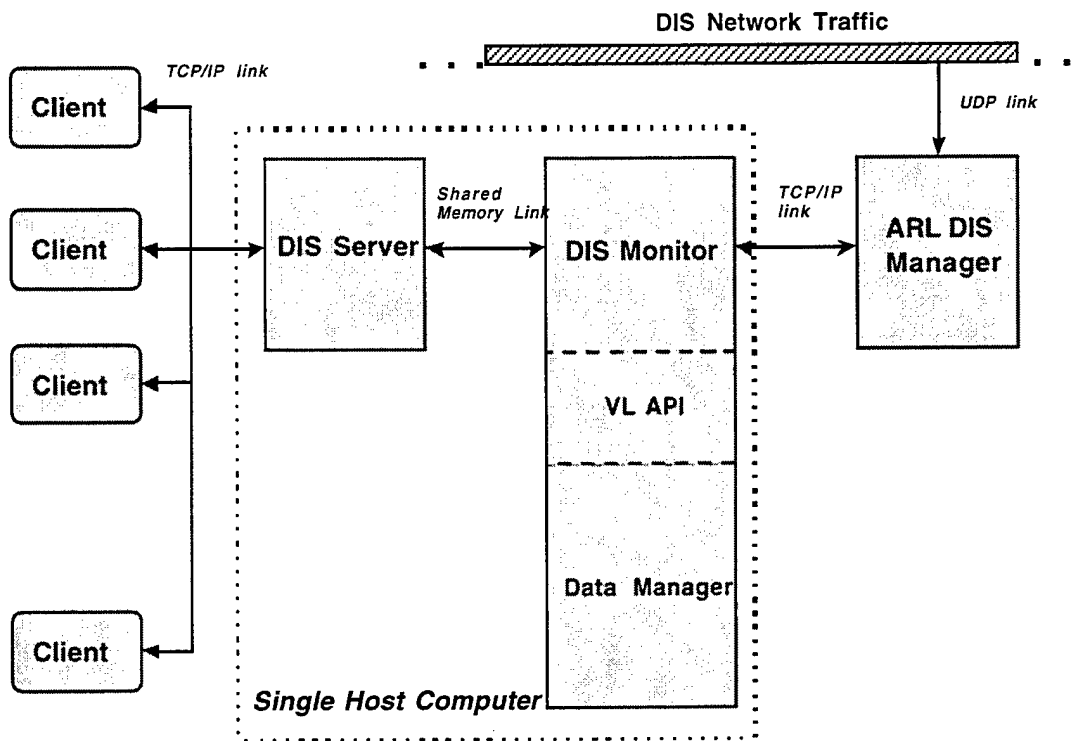 DIS Network Traffic
TCP/IP link
Client
UDP link
Shared
Memory Link
TCP/IP
link
Client
DIS Server
DIS Monitor
ARL DIS
Manager
Client
VL API
Data Manager
Client
Single Host Computer